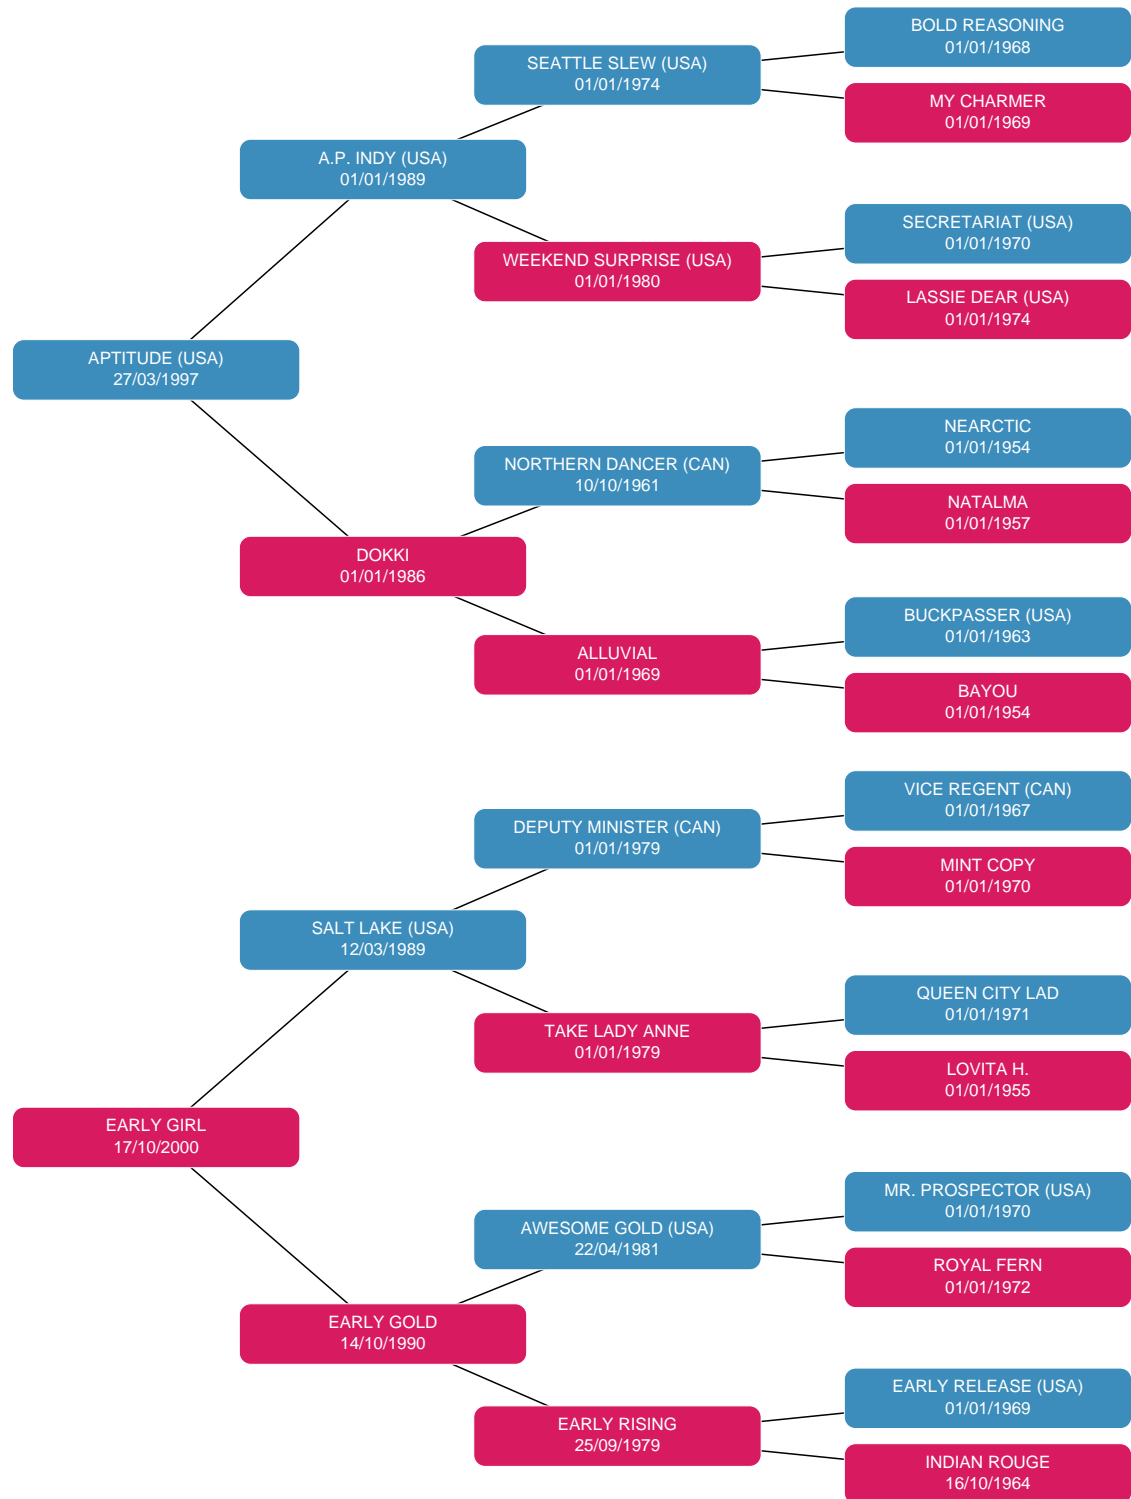 BOLD REASONING
01/01/1968
SEATTLE SLEW (USA)
01/01/1974
MY CHARMER
01/01/1969
A.P. INDY (USA)
01/01/1989
SECRETARIAT (USA)
01/01/1970
WEEKEND SURPRISE (USA)
01/01/1980
LASSIE DEAR (USA)
01/01/1974
APTITUDE (USA)
27/03/1997
NEARCTIC
01/01/1954
NORTHERN DANCER (CAN)
10/10/1961
NATALMA
01/01/1957
DOKKI
01/01/1986
BUCKPASSER (USA)
01/01/1963
ALLUVIAL
01/01/1969
BAYOU
01/01/1954
VICE REGENT (CAN)
01/01/1967
DEPUTY MINISTER (CAN)
01/01/1979
MINT COPY
01/01/1970
SALT LAKE (USA)
12/03/1989
QUEEN CITY LAD
01/01/1971
TAKE LADY ANNE
01/01/1979
LOVITA H.
01/01/1955
EARLY GIRL
17/10/2000
MR. PROSPECTOR (USA)
01/01/1970
AWESOME GOLD (USA)
22/04/1981
ROYAL FERN
01/01/1972
EARLY GOLD
14/10/1990
EARLY RELEASE (USA)
01/01/1969
EARLY RISING
25/09/1979
INDIAN ROUGE
16/10/1964